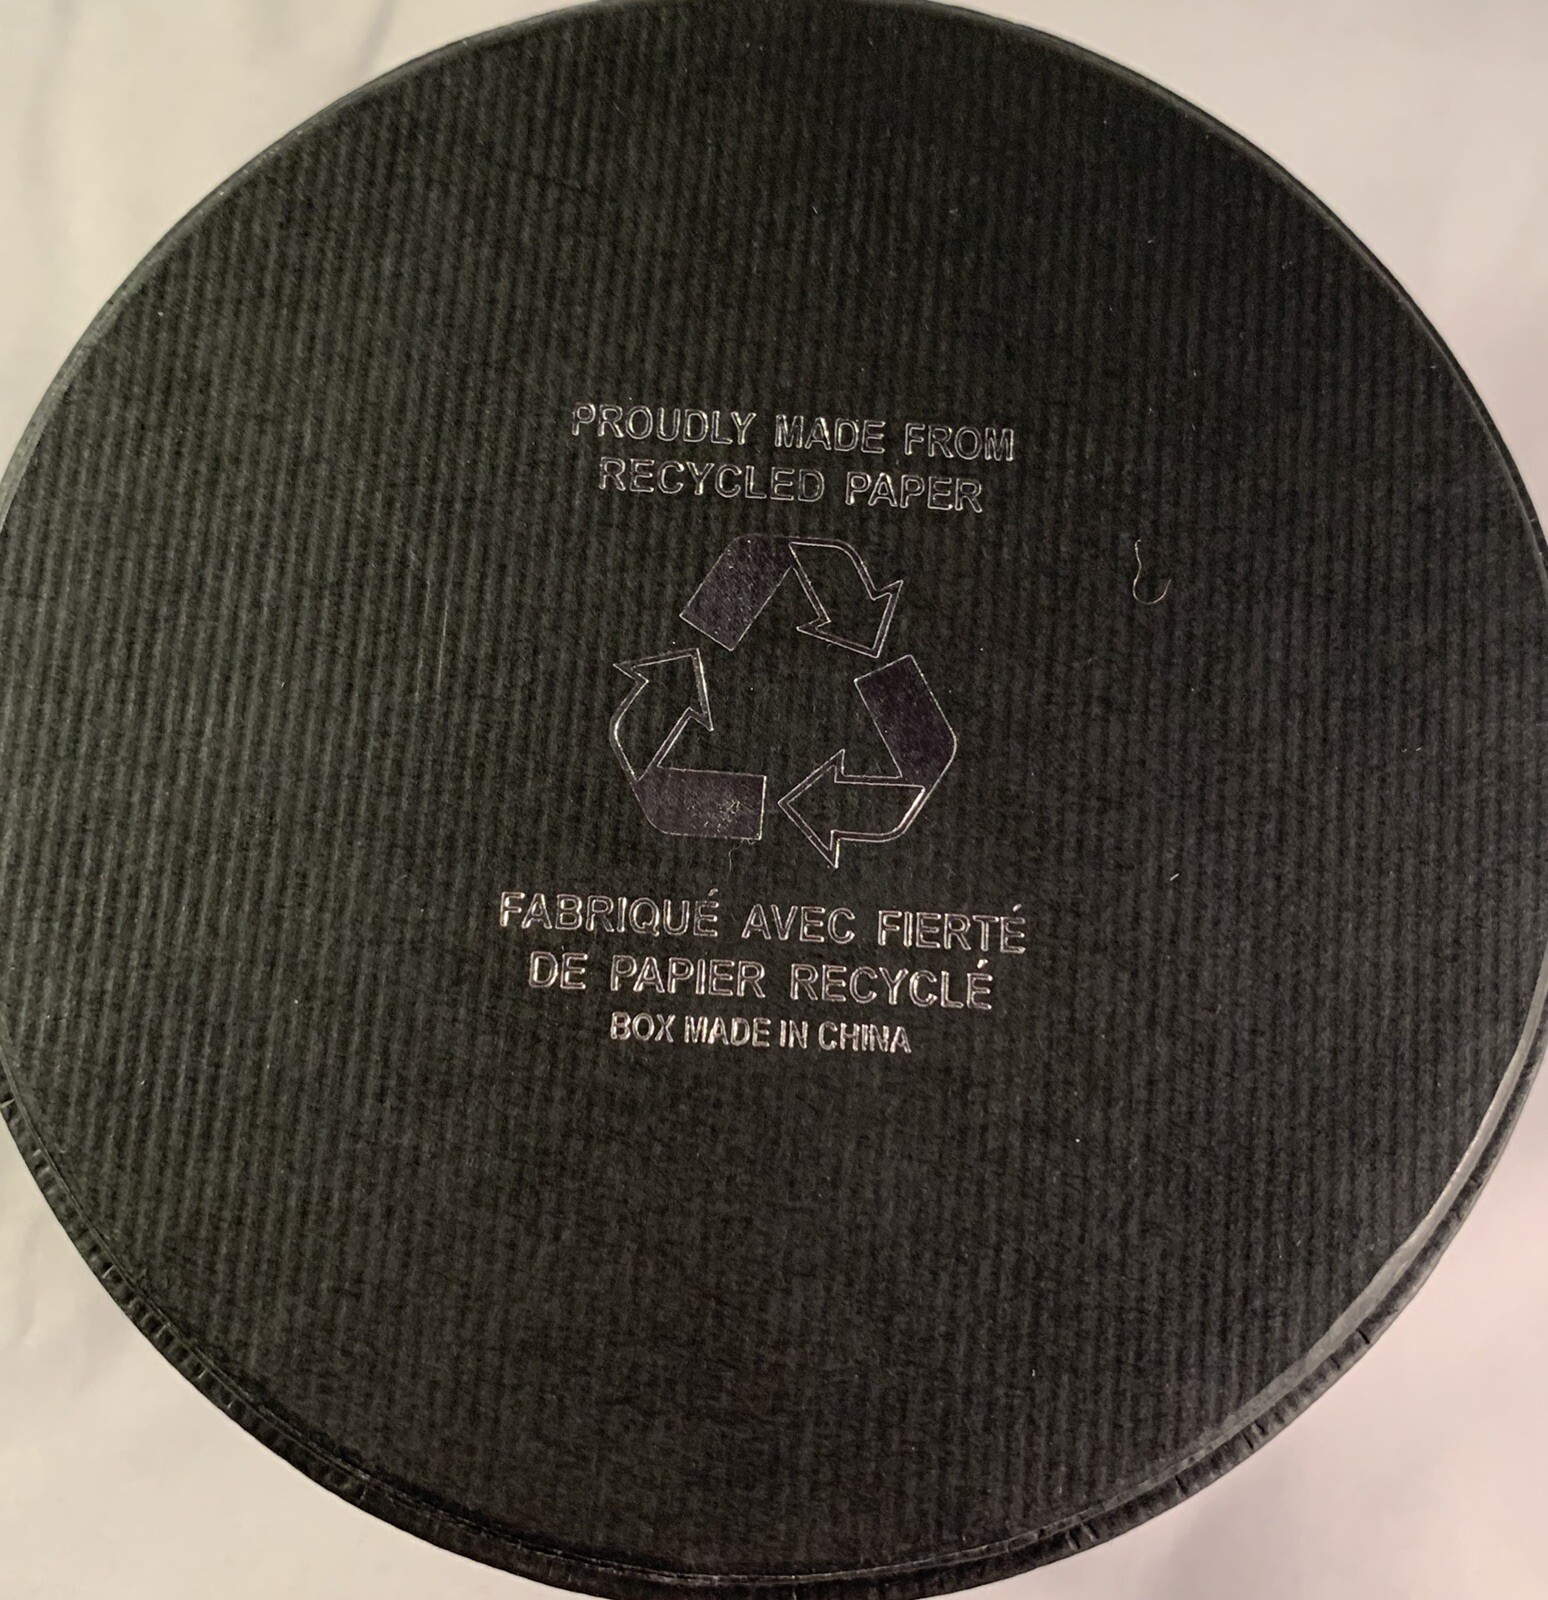 PROUDLY MADE FROM
RECYCLED PAPER
FABRIQUÉ AVEC FIERTÉ
DE PAPIER RECYCLÉ
BOX MADE IN CHINA